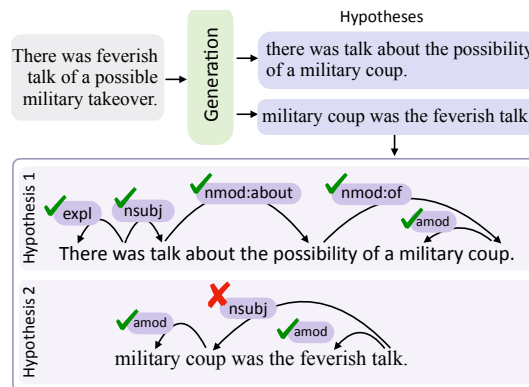 Hypotheses
There was feverish
talk of a possible
military takeover.
Generation
there was talk about the possibility
of a military coup.
military coup was the feverish talk.
Hypothesis 1
expl
nsubj
nmod:about
nmod:of
amod
There was talk about the possibility of a military coup.
Hypothesis 2
amod
nsubj
amod
military coup was the feverish talk.